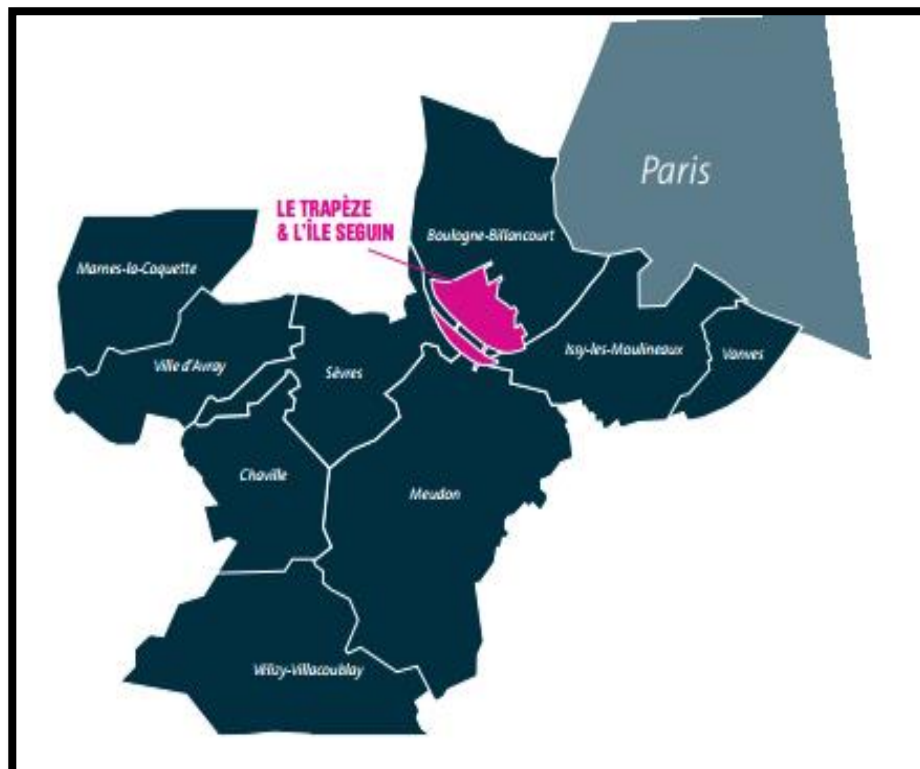 Paris
LE TRAPÈZE
& L'ÎLE SEGUIN
Boulogne-Billancourt
Marnes-la-Coquette
Issy-les-Moulineaux
Vanves
Ville d'Avray
Sèvres
Chaville
Meudon
Vélizy-Villacoublay